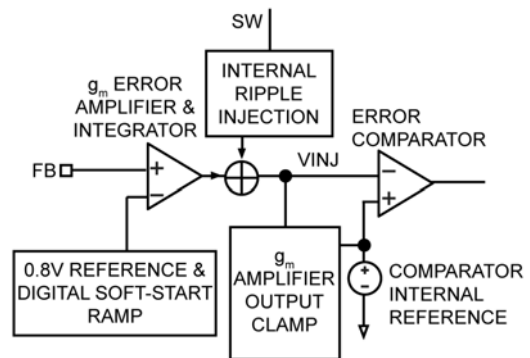 SW
INTERNAL
RIPPLE
INJECTION
gm ERROR
AMPLIFIER &
INTEGRATOR
ERROR
COMPARATOR
FB
+
−
VINJ
−
+
0.8V REFERENCE &
DIGITAL SOFT-START
RAMP
gm
AMPLIFIER
OUTPUT
CLAMP
+
−
COMPARATOR
INTERNAL
REFERENCE